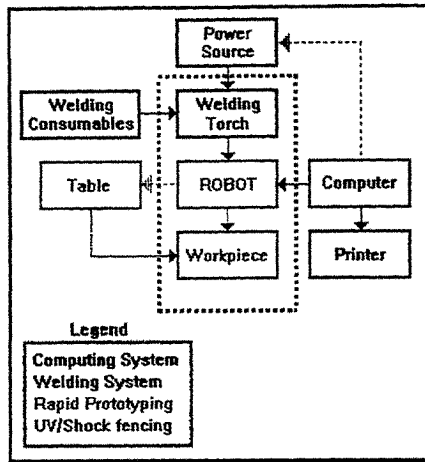 Power
Source
Welding
Consumables
Welding
Torch
Table
ROBOT
Computer
Workpiece
Printer
Legend
Computing System
Welding System
Rapid Prototyping
UV/Shock fencing